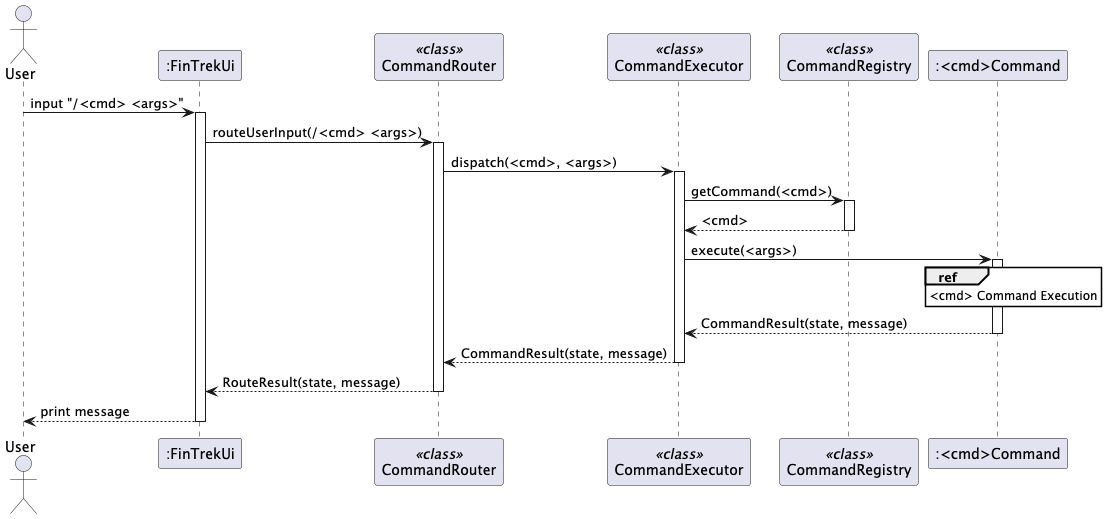 User
:FinTrekUi
«class»
CommandRouter
«class»
CommandExecutor
«class»
CommandRegistry
:<cmd>Command
input "/<cmd> <args>"
routeUserInput(/<cmd> <args>)
dispatch(<cmd>, <args>)
getCommand(<cmd>)
<cmd>
execute(<args>)
ref
<cmd> Command Execution
CommandResult(state, message)
CommandResult(state, message)
RouteResult(state, message)
print message
User
:FinTrekUi
«class»
CommandRouter
«class»
CommandExecutor
«class»
CommandRegistry
:<cmd>Command